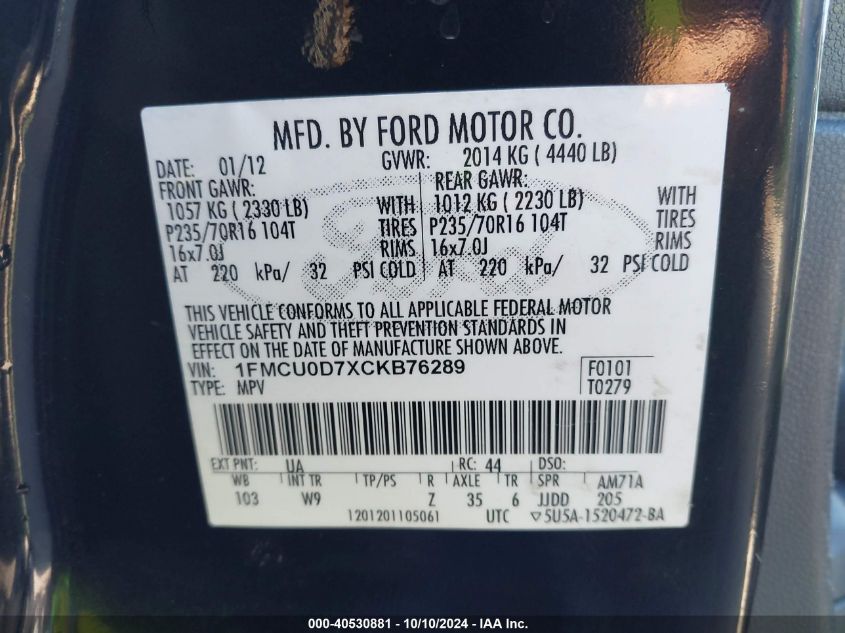 MFD. BY FORD MOTOR CO.
DATE: 01/12 GVWR: 2014 KG ( 4440 LB)
FRONT GAWR: REAR GAWR:
1057 KG ( 2330 LB) WITH 1012 KG ( 2230 LB) WITH
P235/70R16 104T TIRES P235/70R16 104T TIRES
16x7.0J RIMS 16x7.0J RIMS
AT 220 kPa/ 32 PSI COLD AT 220 kPa/ 32 PSI COLD
Ford
THIS VEHICLE CONFORMS TO ALL APPLICABLE FEDERAL MOTOR
VEHICLE SAFETY AND THEFT PREVENTION STANDARDS IN
EFFECT ON THE DATE OF MANUFACTURE SHOWN ABOVE.
VIN: 1FMCU0D7XCKB76289 F0101
TYPE: MPV T0279
EXT PNT: UA RC: 44 DSO:
WB INT TR TP/PS R AXLE TR SPR AM71A
103 W9 Z 35 6 JJDD 205
1201201105061 UTC ▽5U5A-1520472-BA
000-40530881 - 10/10/2024 - IAA Inc.